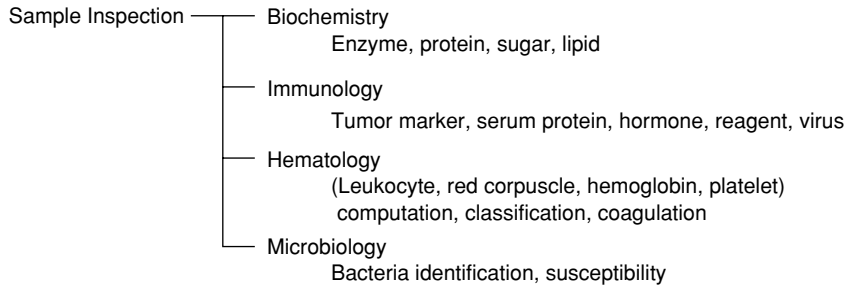 Sample Inspection
Biochemistry
Enzyme, protein, sugar, lipid
Immunology
Tumor marker, serum protein, hormone, reagent, virus
Hematology
(Leukocyte, red corpuscle, hemoglobin, platelet)
computation, classification, coagulation
Microbiology
Bacteria identification, susceptibility